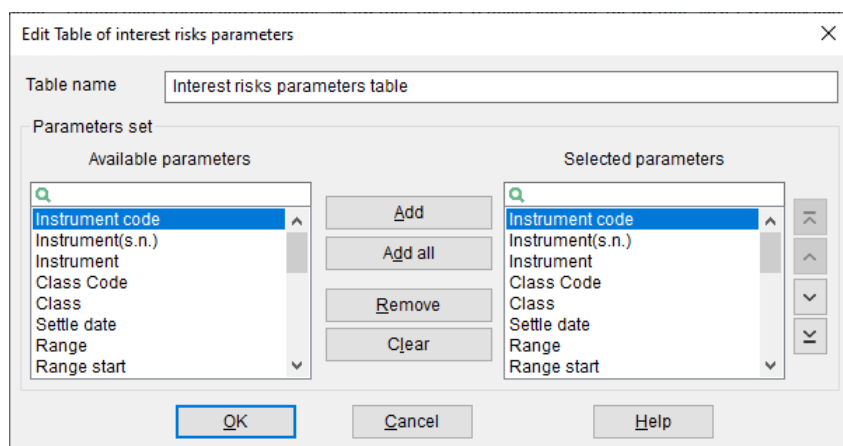 Edit Table of interest risks parameters
Table name
Interest risks parameters table
Parameters set
Available parameters
Instrument code
Instrument(s.n.)
Instrument
Class Code
Class
Settle date
Range
Range start
Add
Add all
Remove
Clear
Selected parameters
Instrument code
Instrument(s.n.)
Instrument
Class Code
Class
Settle date
Range
Range start
OK
Cancel
Help